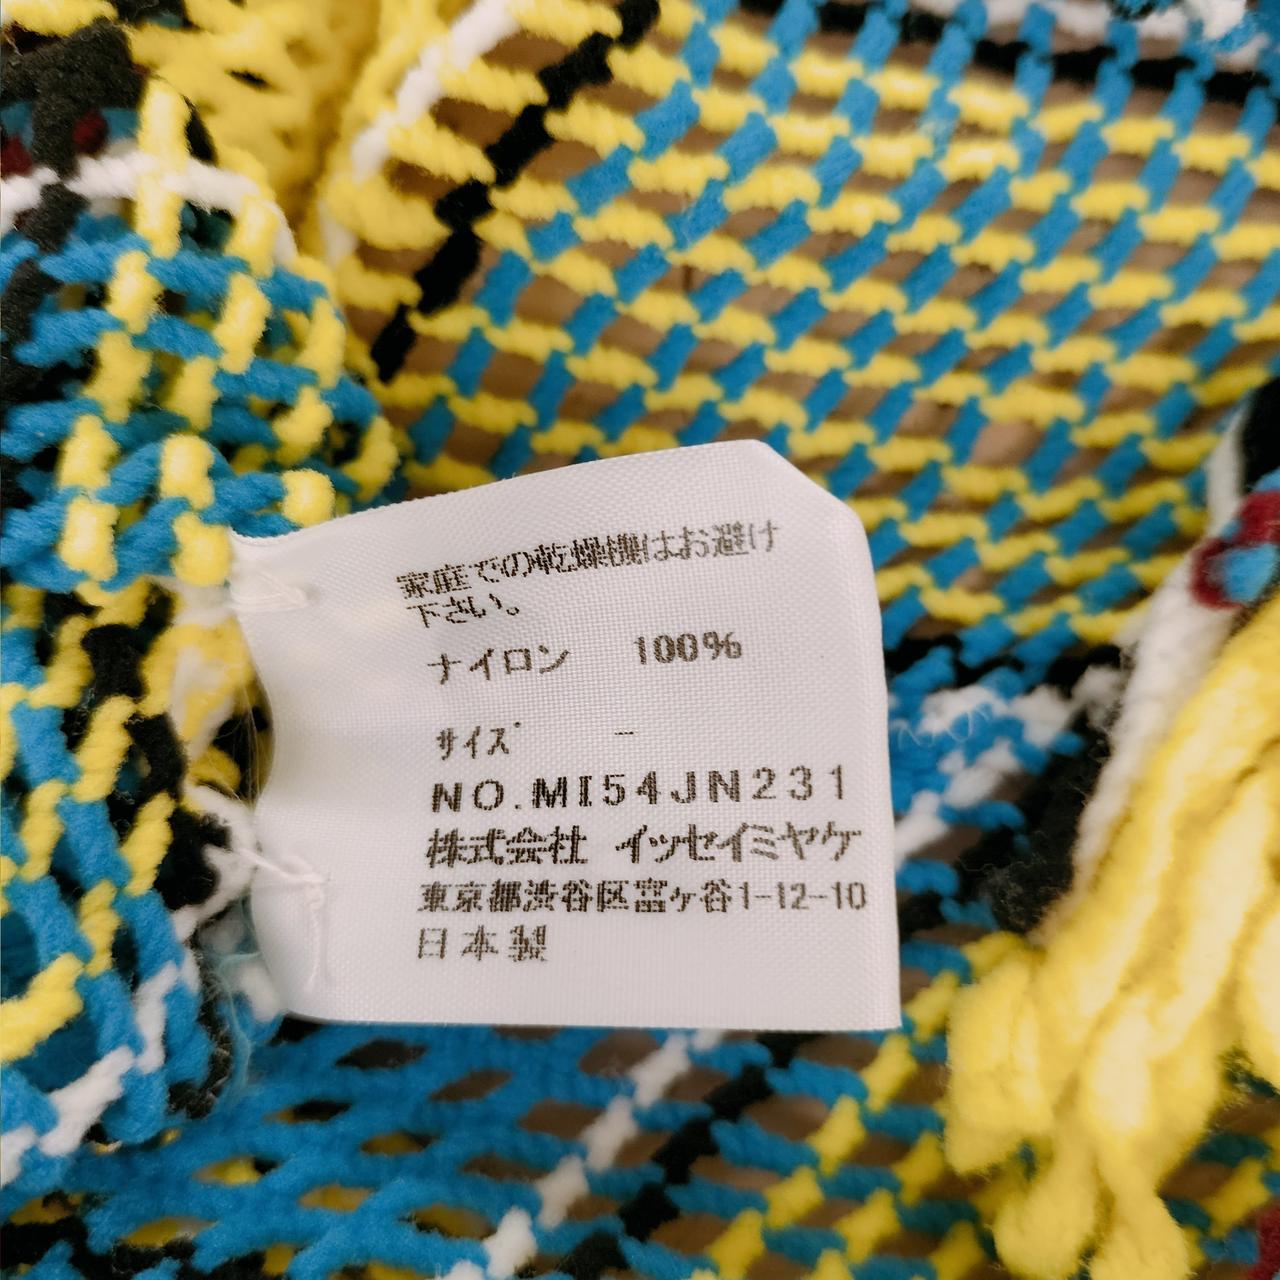 家庭での乾燥機はお避け
下さい。
ナイロン 100%
サイズ -
NO.MI54JN231
株式会社 イッセイミヤケ
東京都渋谷区富ヶ谷1-12-10
日本製